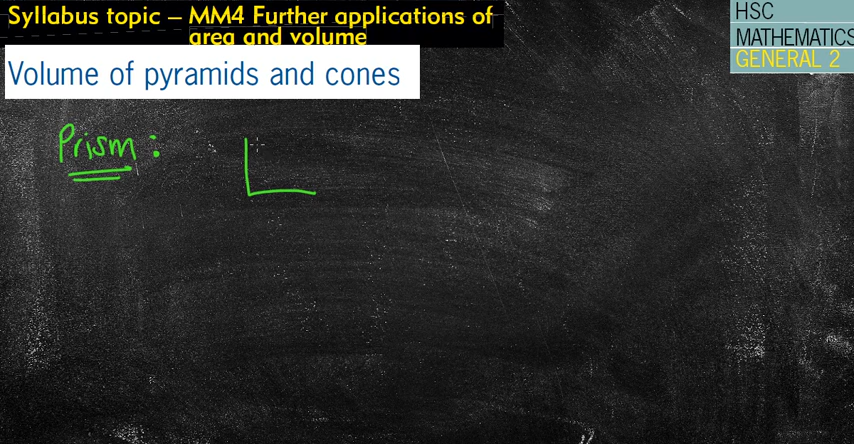 Syllabus topic – MM4 Further applications of
area and volume
HSC
MATHEMATICS
GENERAL 2
Volume of pyramids and cones
Prism: